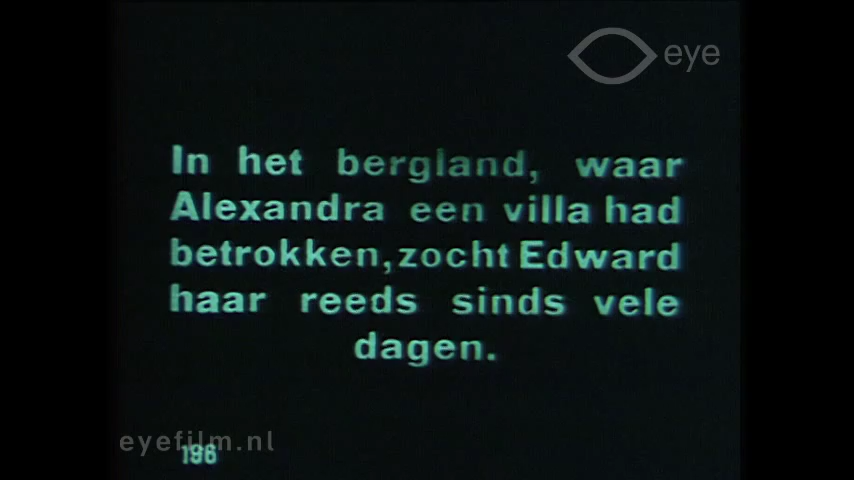 eye
In het bergland, waar
Alexandra een villa had
betrokken, zocht Edward
haar reeds sinds vele
dagen.
eyefilm.nl
196